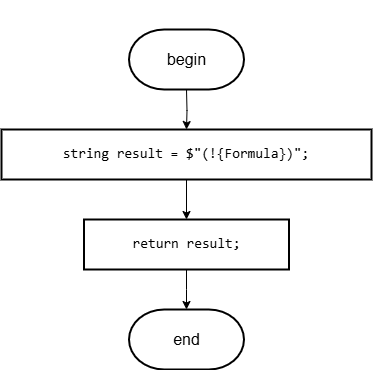 begin
string result = $"(!{Formula})";
return result;
end